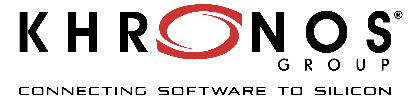 KHRONOS®
GROUP
CONNECTING SOFTWARE TO SILICON